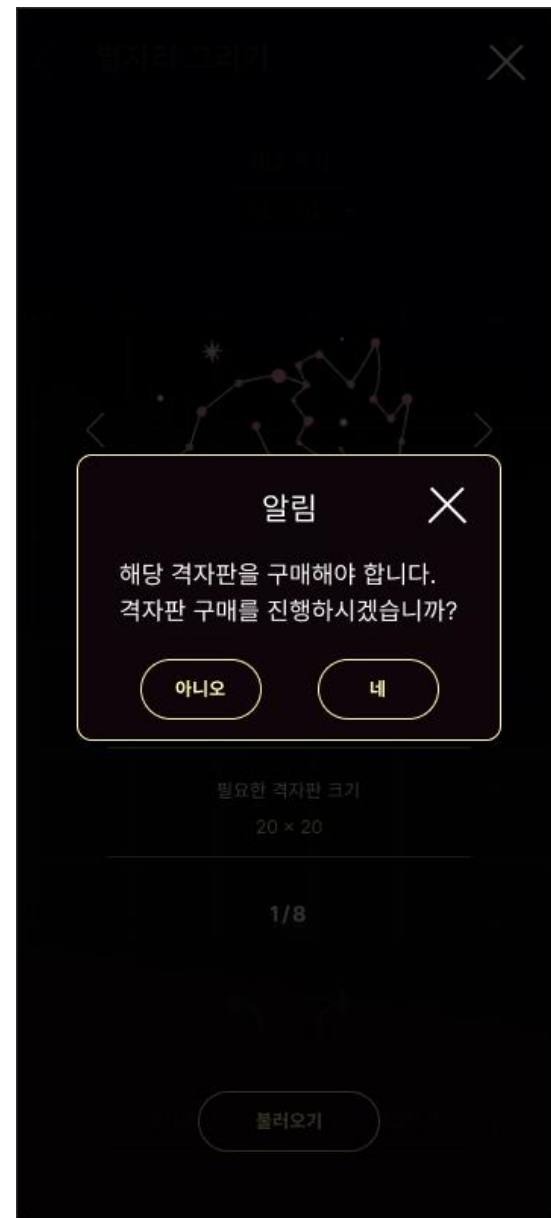 별자리 그리기
알림
해당 격자판을 구매해야 합니다.
격자판 구매를 진행하시겠습니까?
아니오
네
필요한 격자판 크기
20 × 20
1/8
불러오기